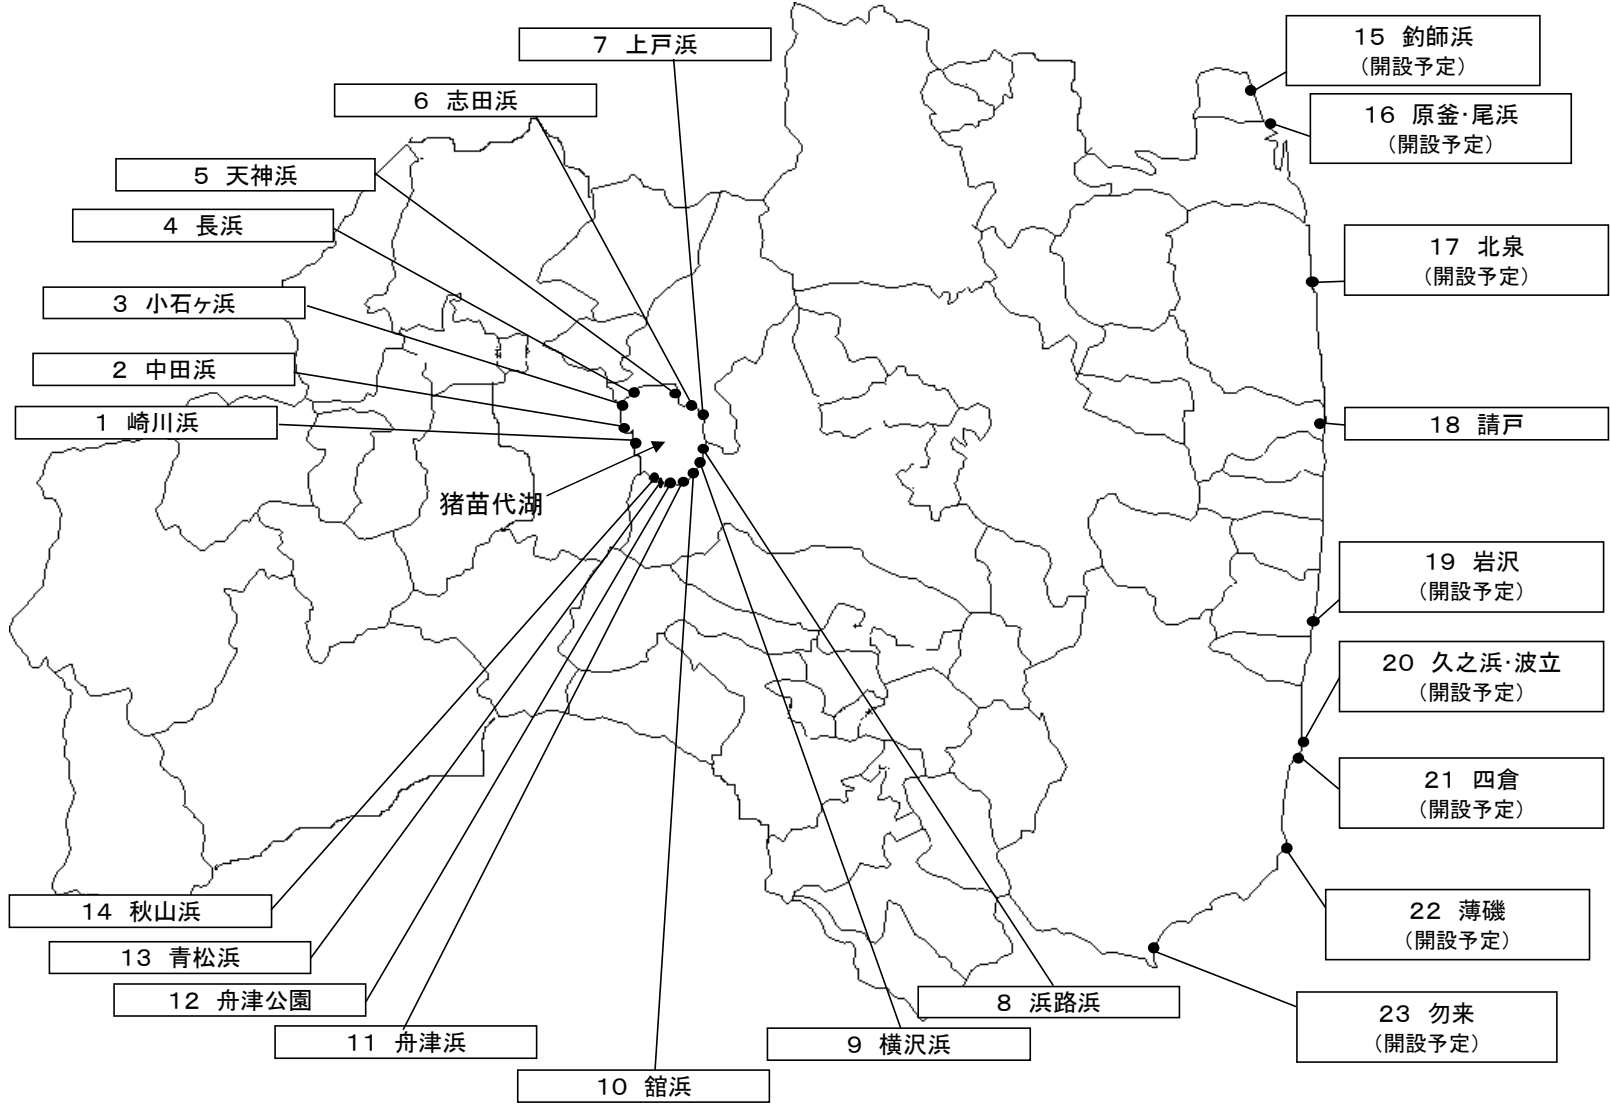 7 上戸浜
6 志田浜
5 天神浜
4 長浜
3 小石ヶ浜
2 中田浜
1 崎川浜
猪苗代湖
14 秋山浜
13 青松浜
12 舟津公園
11 舟津浜
10 舘浜
9 横沢浜
8 浜路浜
15 釣師浜
(開設予定)
16 原釜・尾浜
(開設予定)
17 北泉
(開設予定)
18 請戸
19 岩沢
(開設予定)
20 久之浜・波立
(開設予定)
21 四倉
(開設予定)
22 薄磯
(開設予定)
23 勿来
(開設予定)